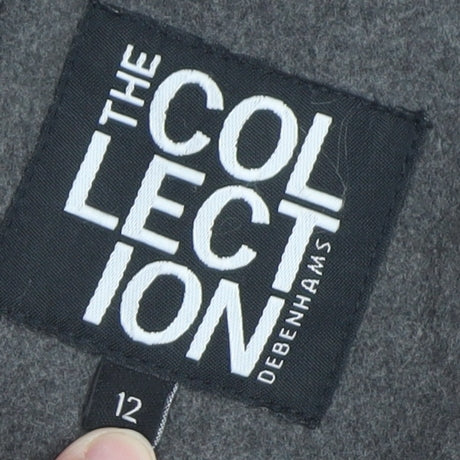 THE
COL
LECT
ION
DEBENHAMS
12